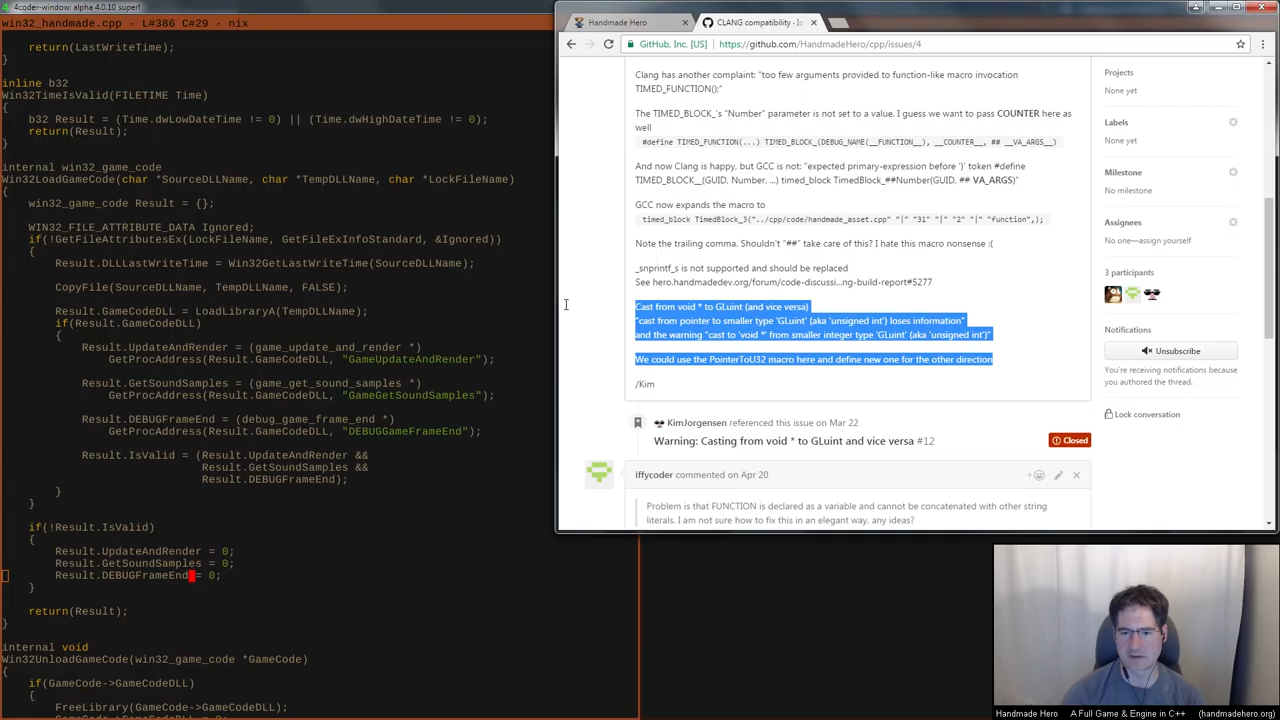 4coder-window: alpha 4.0.10 super!
win32_handmade.cpp - L#386 C#29 - nix
return(LastWriteTime);
}
inline b32
Win32TimeIsValid(FILETIME Time)
{
b32 Result = (Time.dwLowDateTime != 0) || (Time.dwHighDateTime != 0);
return(Result);
}
internal win32_game_code
Win32LoadGameCode(char *SourceDLLName, char *TempDLLName, char *LockFileName)
{
win32_game_code Result = {};
WIN32_FILE_ATTRIBUTE_DATA Ignored;
if(!GetFileAttributesEx(LockFileName, GetFileExInfoStandard, &Ignored))
{
Result.DLLLastWriteTime = Win32GetLastWriteTime(SourceDLLName);
CopyFile(SourceDLLName, TempDLLName, FALSE);
Result.GameCodeDLL = LoadLibraryA(TempDLLName);
if(Result.GameCodeDLL)
{
Result.UpdateAndRender = (game_update_and_render *)
GetProcAddress(Result.GameCodeDLL, "GameUpdateAndRender");
Result.GetSoundSamples = (game_get_sound_samples *)
GetProcAddress(Result.GameCodeDLL, "GameGetSoundSamples");
Result.DEBUGFrameEnd = (debug_game_frame_end *)
GetProcAddress(Result.GameCodeDLL, "DEBUGGameFrameEnd");
Result.IsValid = (Result.UpdateAndRender &&
Result.GetSoundSamples &&
Result.DEBUGFrameEnd);
}
}
if(!Result.IsValid)
{
Result.UpdateAndRender = 0;
Result.GetSoundSamples = 0;
Result.DEBUGFrameEnd = 0;
}
return(Result);
}
internal void
Win32UnloadGameCode(win32_game_code *GameCode)
{
if(GameCode->GameCodeDLL)
{
FreeLibrary(GameCode->GameCodeDLL);
Handmade Hero
CLANG compatibility · Is
GitHub, Inc. [US]
https://github.com/HandmadeHero/cpp/issues/4
Clang has another complaint: "too few arguments provided to function-like macro invocation
TIMED_FUNCTION();"
The TIMED_BLOCK_'s "Number" parameter is not set to a value. I guess we want to pass COUNTER here as
well
#define TIMED_FUNCTION(...) TIMED_BLOCK_(DEBUG_NAME(__FUNCTION__), __COUNTER__, ## __VA_ARGS__)
And now Clang is happy, but GCC is not: "expected primary-expression before ')' token #define
TIMED_BLOCK__(GUID, Number, ...) timed_block TimedBlock_##Number(GUID, ## VA_ARGS)"
GCC now expands the macro to
timed_block TimedBlock_3("../cpp/code/handmade_asset.cpp" "|" "31" "|" "2" "|" "function",);
Note the trailing comma. Shouldn't "##" take care of this? I hate this macro nonsense :(
_snprintf_s is not supported and should be replaced
See hero.handmadedev.org/forum/code-discussi...ng-build-report#5277
Cast from void * to GLuint (and vice versa)
"cast from pointer to smaller type 'GLuint' (aka 'unsigned int') loses information"
and the warning "cast to 'void *' from smaller integer type 'GLuint' (aka 'unsigned int')"
We could use the PointerToU32 macro here and define new one for the other direction
/Kim
KimJorgensen referenced this issue on Mar 22
Warning: Casting from void * to GLuint and vice versa #12
Closed
iffycoder commented on Apr 20
Problem is that FUNCTION is declared as a variable and cannot be concatenated with other string
literals. I am not sure how to fix this in an elegant way, any ideas?
Projects
None yet
Labels
None yet
Milestone
No milestone
Assignees
No one—assign yourself
3 participants
Notifications
Unsubscribe
You're receiving notifications because
you authored the thread.
Lock conversation
Handmade Hero
A Full Game & Engine in C++
(handmadehero.org)